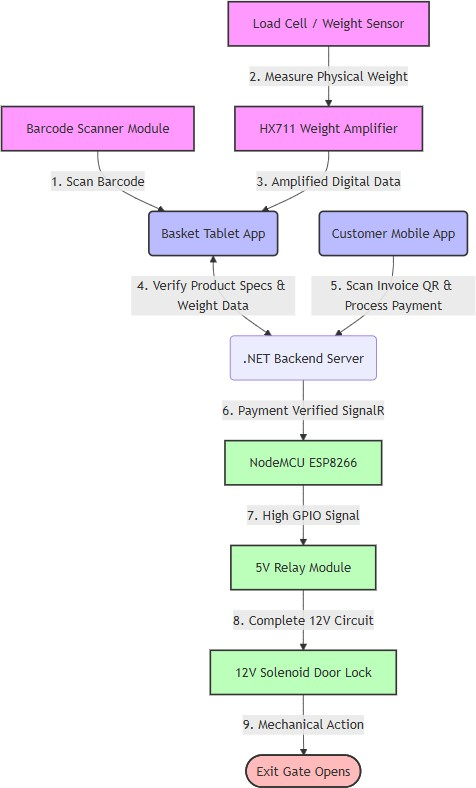 Load Cell / Weight Sensor
2. Measure Physical Weight
Barcode Scanner Module
HX711 Weight Amplifier
1. Scan Barcode
3. Amplified Digital Data
Basket Tablet App
Customer Mobile App
4. Verify Product Specs &
Weight Data
5. Scan Invoice QR &
Process Payment
.NET Backend Server
6. Payment Verified SignalR
NodeMCU ESP8266
7. High GPIO Signal
5V Relay Module
8. Complete 12V Circuit
12V Solenoid Door Lock
9. Mechanical Action
Exit Gate Opens